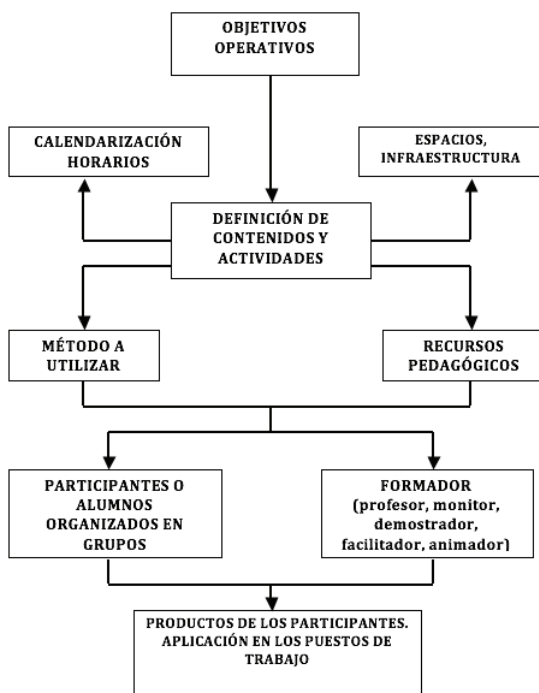 OBJETIVOS
OPERATIVOS
CALENDARIZACIÓN
HORARIOS
ESPACIOS,
INFRAESTRUCTURA
DEFINICIÓN DE
CONTENIDOS Y
ACTIVIDADES
MÉTODO A
UTILIZAR
RECURSOS
PEDAGÓGICOS
PARTICIPANTES O
ALUMNOS
ORGANIZADOS EN
GRUPOS
FORMADOR
(profesor, monitor,
demostrador,
facilitador, animador)
PRODUCTOS DE LOS PARTICIPANTES.
APLICACIÓN EN LOS PUESTOS DE
TRABAJO